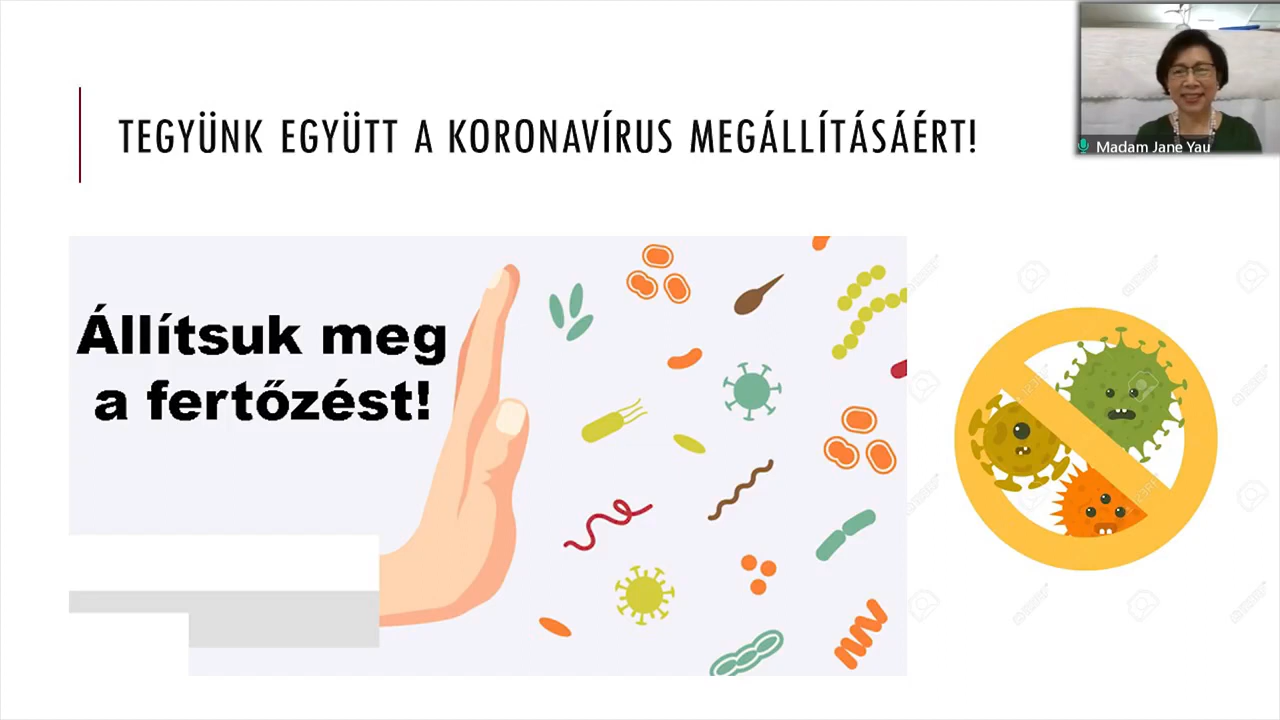 TEGYÜNK EGYÜTT A KORONAVÍRUS MEGÁLLÍTÁSÁÉRT!
Madam Jane Yau
Állítsuk meg
a fertőzést!